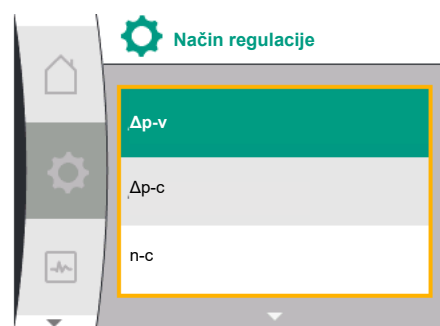 Način regulacije
Δp-v
Δp-c
n-c